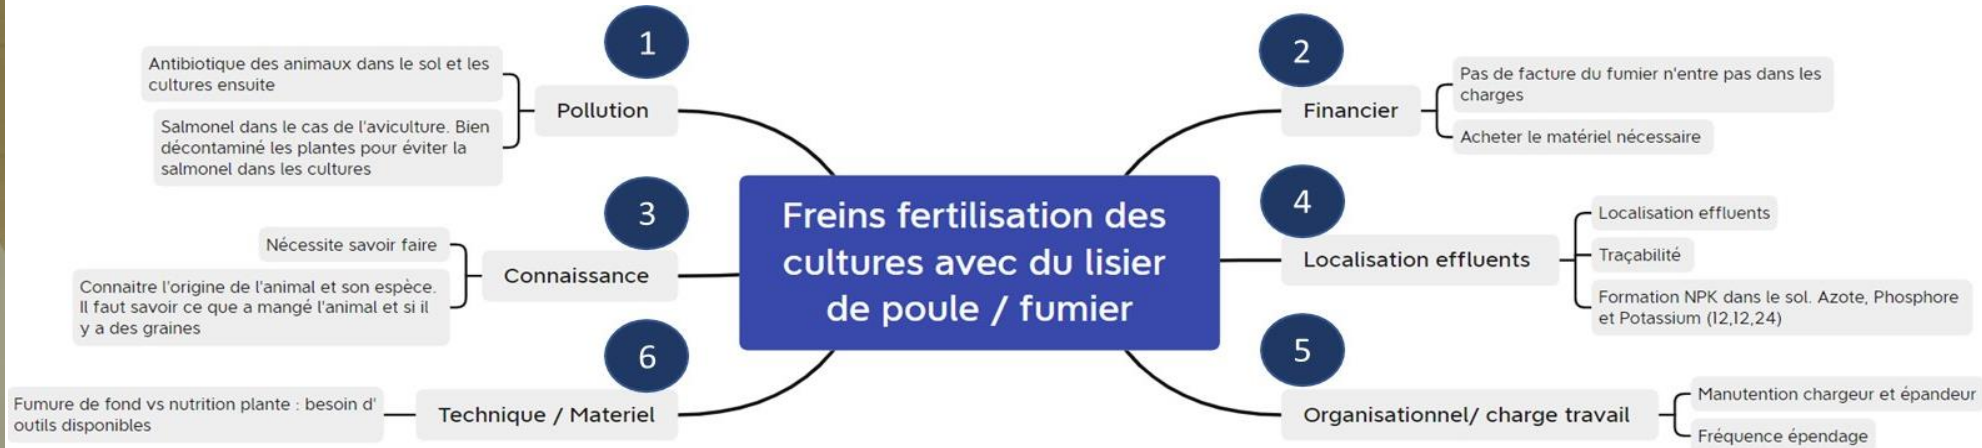 Freins fertilisation des
cultures avec du lisier
de poule / fumier
1
Pollution
Antibiotique des animaux dans le sol et les
cultures ensuite
Salmonel dans le cas de l'aviculture. Bien
décontaminé les plantes pour éviter la
salmonel dans les cultures
2
Financier
Pas de facture du fumier n'entre pas dans les
charges
Acheter le matériel nécessaire
3
Connaissance
Nécessite savoir faire
Connaitre l'origine de l'animal et son espèce.
Il faut savoir ce que a mangé l'animal et si il
y a des graines
4
Localisation effluents
Localisation effluents
Traçabilité
Formation NPK dans le sol. Azote, Phosphore
et Potassium (12,12,24)
5
Organisationnel/ charge travail
Manutention chargeur et épandeur
Fréquence épendage
6
Technique / Materiel
Fumure de fond vs nutrition plante : besoin d'
outils disponibles